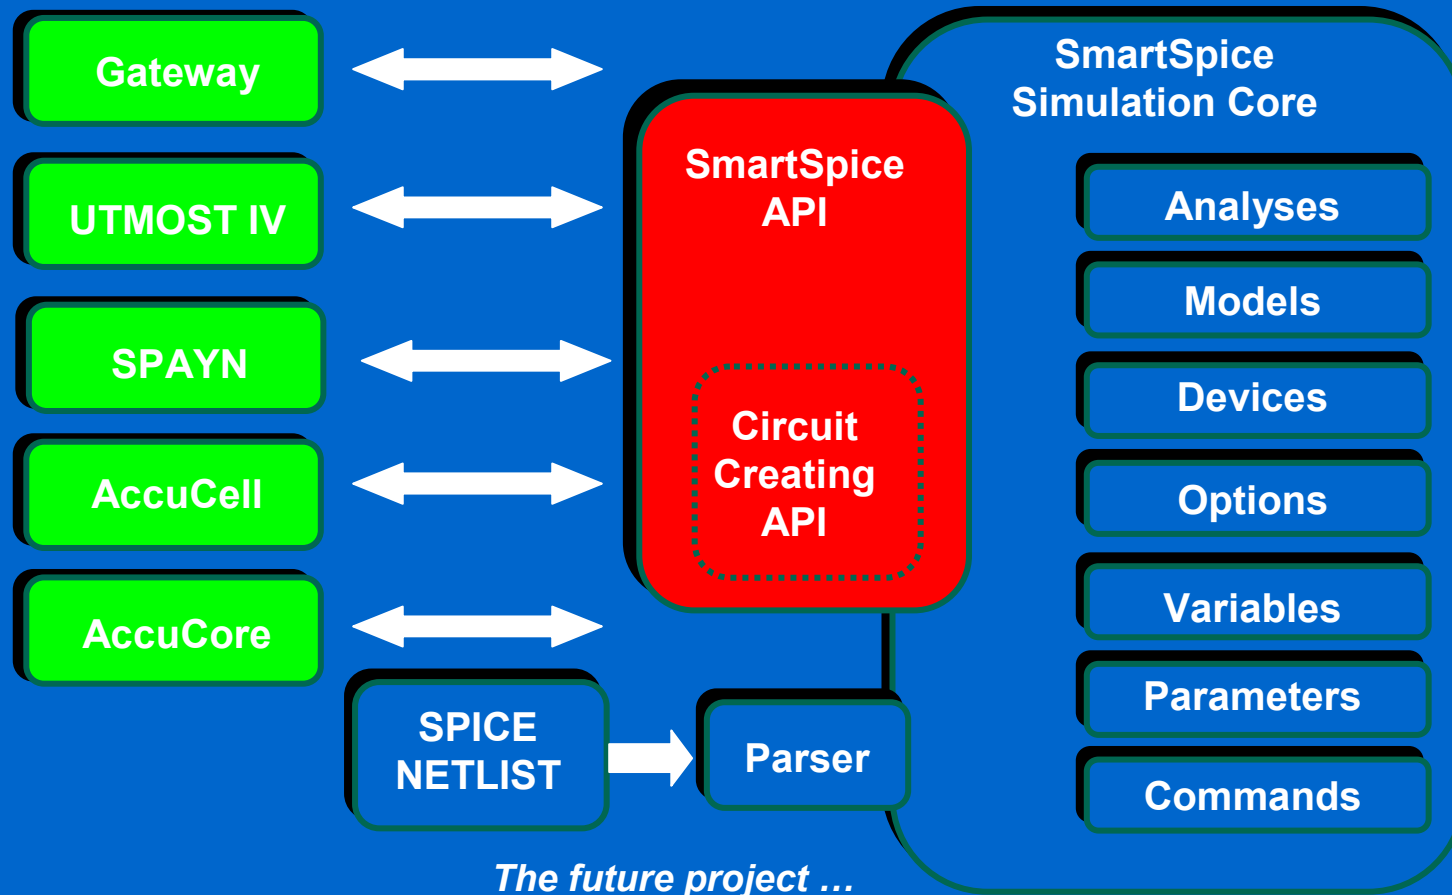 Gateway
UTMOST IV
SPAYN
AccuCell
AccuCore
SPICE
NETLIST
Parser
SmartSpice
API
Circuit
Creating
API
SmartSpice
Simulation Core
Analyses
Models
Devices
Options
Variables
Parameters
Commands
The future project …